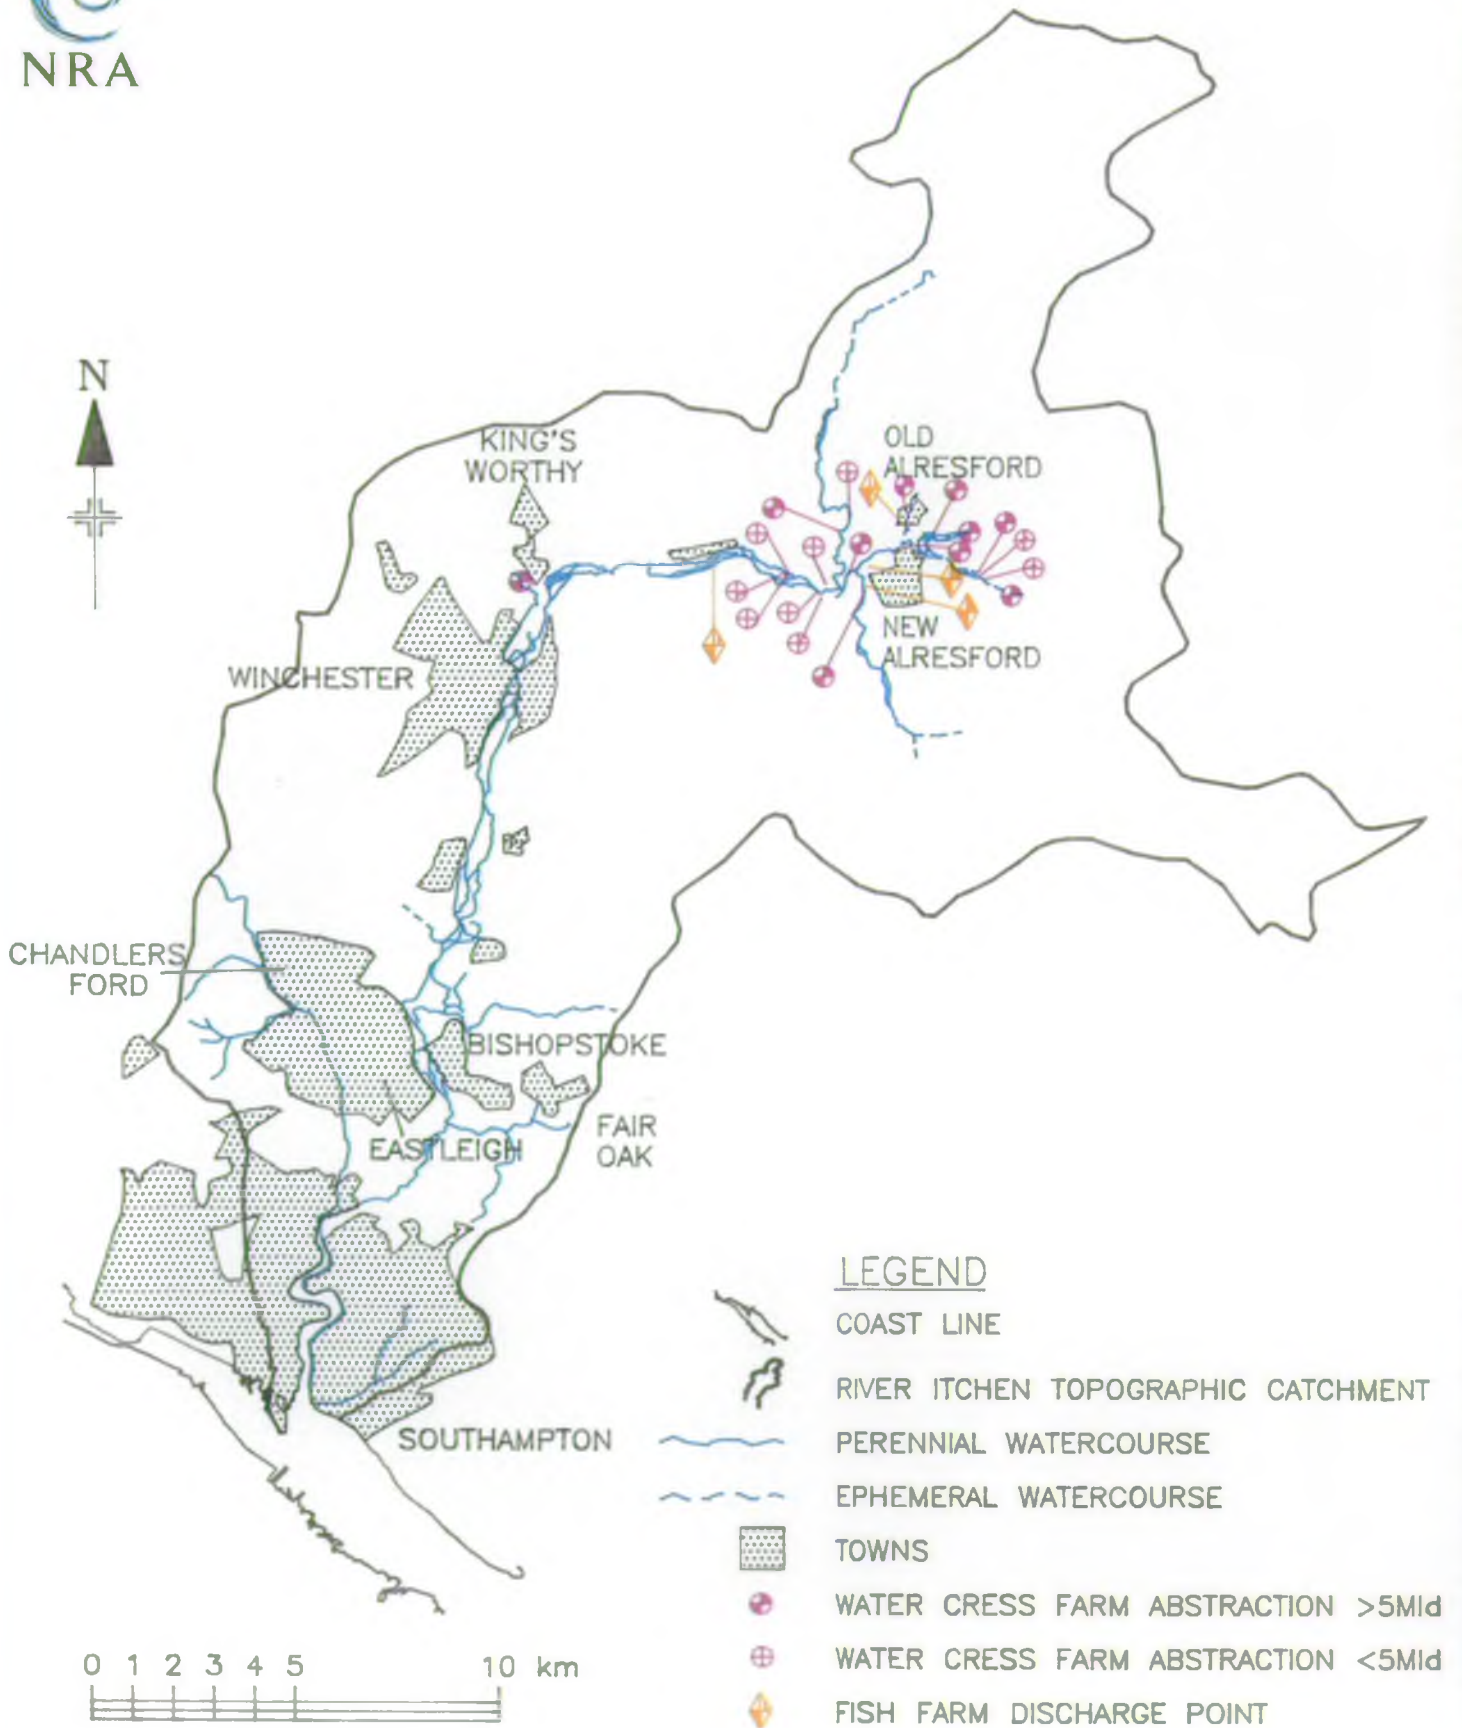 NRA
N
KING'S
WORTHY
OLD
ALRESFORD
NEW
ALRESFORD
WINCHESTER
CHANDLERS
FORD
BISHOPSTOKE
FAIR
OAK
EASTLEIGH
SOUTHAMPTON
LEGEND
COAST LINE
RIVER ITCHEN TOPOGRAPHIC CATCHMENT
PERENNIAL WATERCOURSE
EPHEMERAL WATERCOURSE
TOWNS
WATER CRESS FARM ABSTRACTION >5Mld
WATER CRESS FARM ABSTRACTION <5Mld
FISH FARM DISCHARGE POINT
0 1 2 3 4 5 10 km